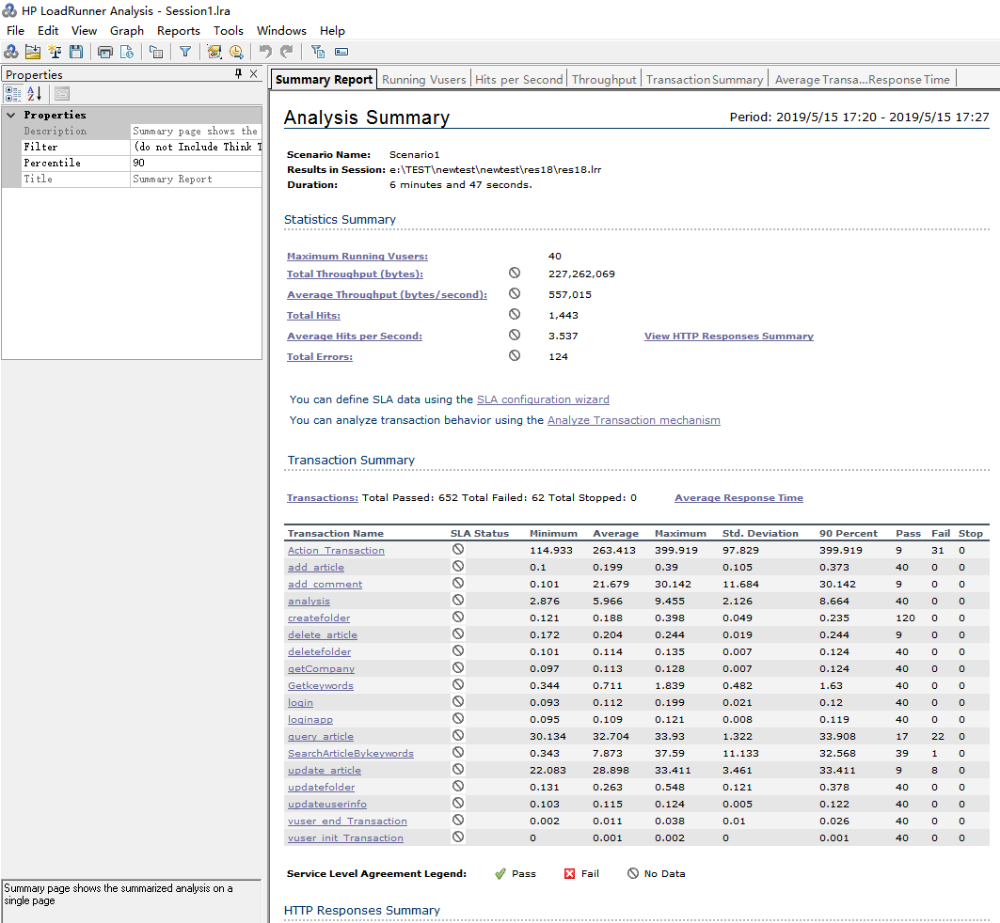 HP LoadRunner Analysis - Session1.lra
File Edit View Graph Reports Tools Windows Help
Properties
Properties
Description Summary page shows the
Filter (do not Include Think T
Percentile 90
Title Summary Report
Summary Report Running Vusers Hits per Second Throughput Transaction Summary Average Transa...Response Time
Analysis Summary Period: 2019/5/15 17:20 - 2019/5/15 17:27
Scenario Name: Scenario1
Results in Session: e:\TEST\newtest\newtest\res18\res18.lrr
Duration: 6 minutes and 47 seconds.
Statistics Summary
Maximum Running Vusers: 40
Total Throughput (bytes): 227,262,069
Average Throughput (bytes/second): 557,015
Total Hits: 1,443
Average Hits per Second: 3.537 View HTTP Responses Summary
Total Errors: 124
You can define SLA data using the SLA configuration wizard
You can analyze transaction behavior using the Analyze Transaction mechanism
Transaction Summary
Transactions: Total Passed: 652 Total Failed: 62 Total Stopped: 0 Average Response Time
Transaction Name SLA Status Minimum Average Maximum Std. Deviation 90 Percent Pass Fail Stop
Action_Transaction 114.933 263.413 399.919 97.829 399.919 9 31 0
add_article 0.1 0.199 0.39 0.105 0.373 40 0 0
add_comment 0.101 21.679 30.142 11.684 30.142 9 0 0
analysis 2.876 5.966 9.455 2.126 8.664 40 0 0
createfolder 0.121 0.188 0.398 0.049 0.235 120 0 0
delete_article 0.172 0.204 0.244 0.019 0.244 9 0 0
deletefolder 0.101 0.114 0.135 0.007 0.124 40 0 0
getCompany 0.097 0.113 0.128 0.007 0.124 40 0 0
Getkeywords 0.344 0.711 1.839 0.482 1.63 40 0 0
login 0.093 0.112 0.199 0.021 0.12 40 0 0
loginapp 0.095 0.109 0.121 0.008 0.119 40 0 0
query_article 30.134 32.704 33.93 1.322 33.908 17 22 0
SearchArticleBykeywords 0.343 7.873 37.59 11.133 32.568 39 1 0
update_article 22.083 28.898 33.411 3.461 33.411 9 8 0
updatefolder 0.131 0.263 0.548 0.121 0.378 40 0 0
updateuserinfo 0.103 0.115 0.124 0.005 0.122 40 0 0
vuser_end_Transaction 0.002 0.011 0.038 0.01 0.026 40 0 0
vuser_init_Transaction 0 0.001 0.002 0 0.001 40 0 0
Service Level Agreement Legend: Pass Fail No Data
HTTP Responses Summary
Summary page shows the summarized analysis on a
single page